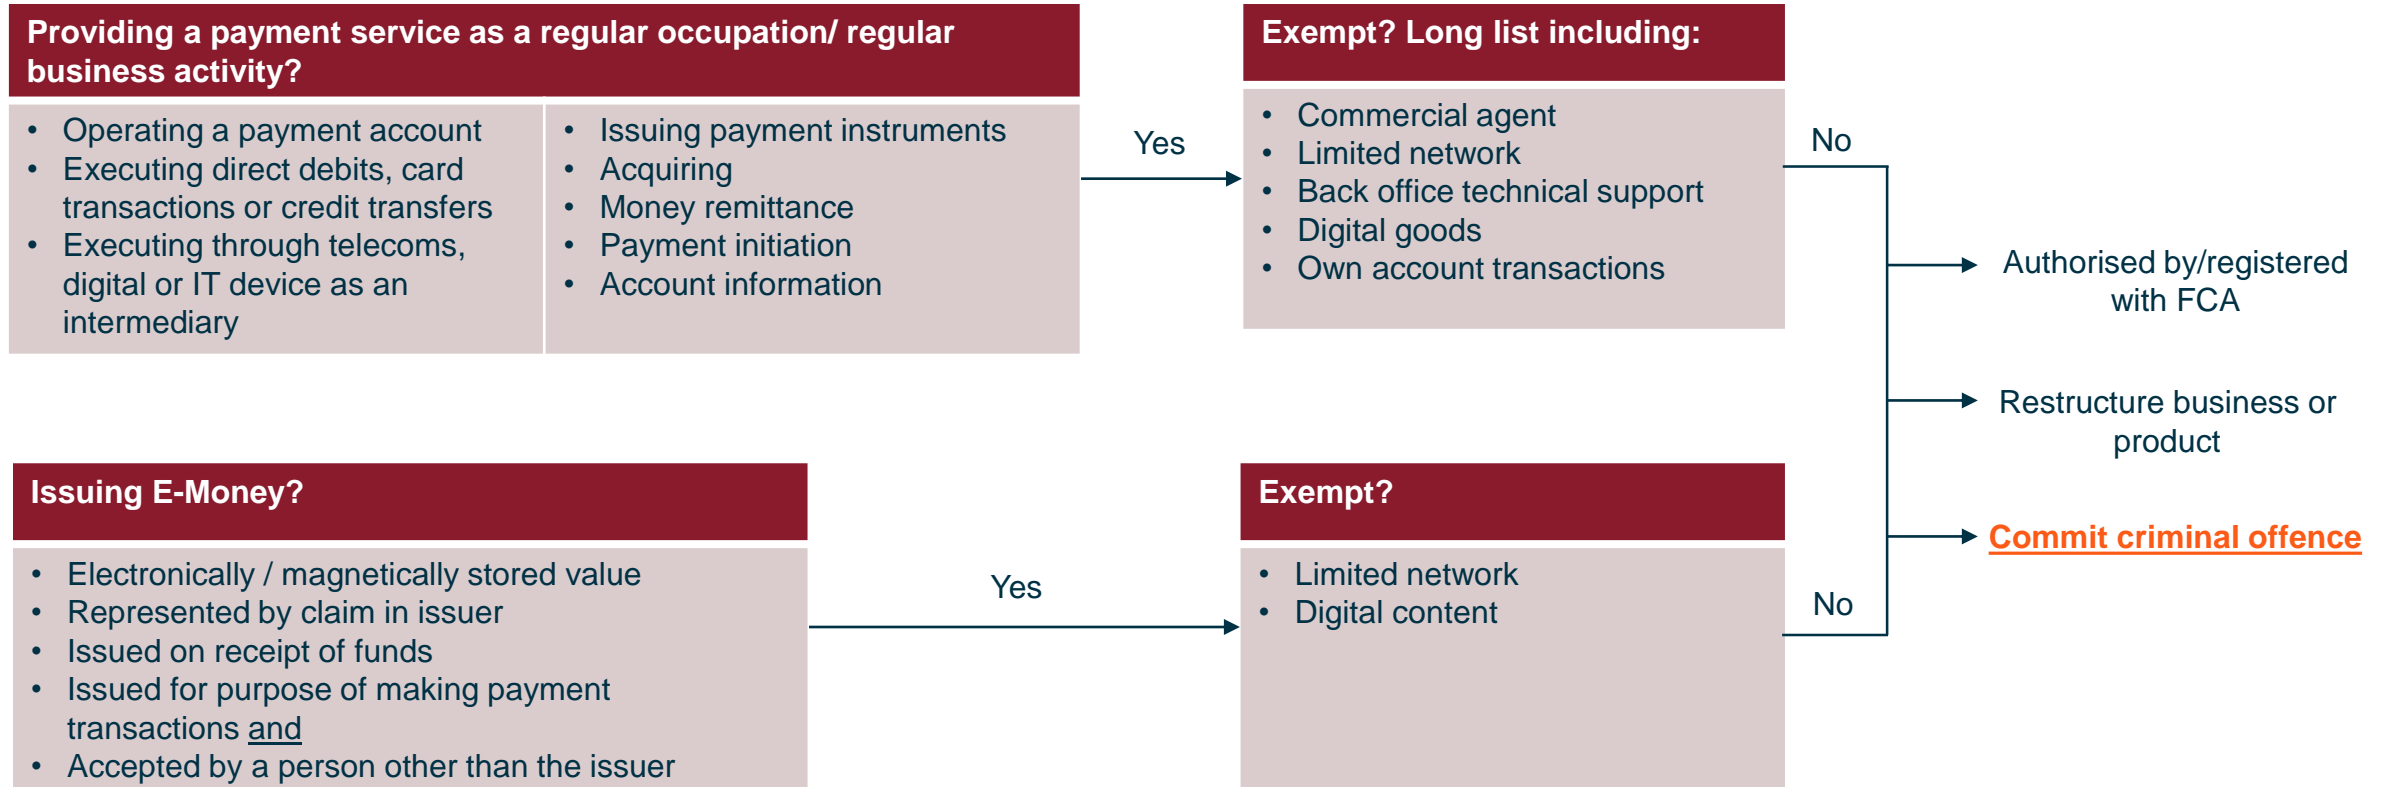 Providing a payment service as a regular occupation/ regular
business activity?
• Operating a payment account
• Executing direct debits, card
transactions or credit transfers
• Executing through telecoms,
digital or IT device as an
intermediary
• Issuing payment instruments
• Acquiring
• Money remittance
• Payment initiation
• Account information
Yes
Exempt? Long list including:
• Commercial agent
• Limited network
• Back office technical support
• Digital goods
• Own account transactions
No
Authorised by/registered
with FCA
Restructure business or
product
Commit criminal offence
Issuing E-Money?
• Electronically / magnetically stored value
• Represented by claim in issuer
• Issued on receipt of funds
• Issued for purpose of making payment
transactions and
• Accepted by a person other than the issuer
Yes
Exempt?
• Limited network
• Digital content
No